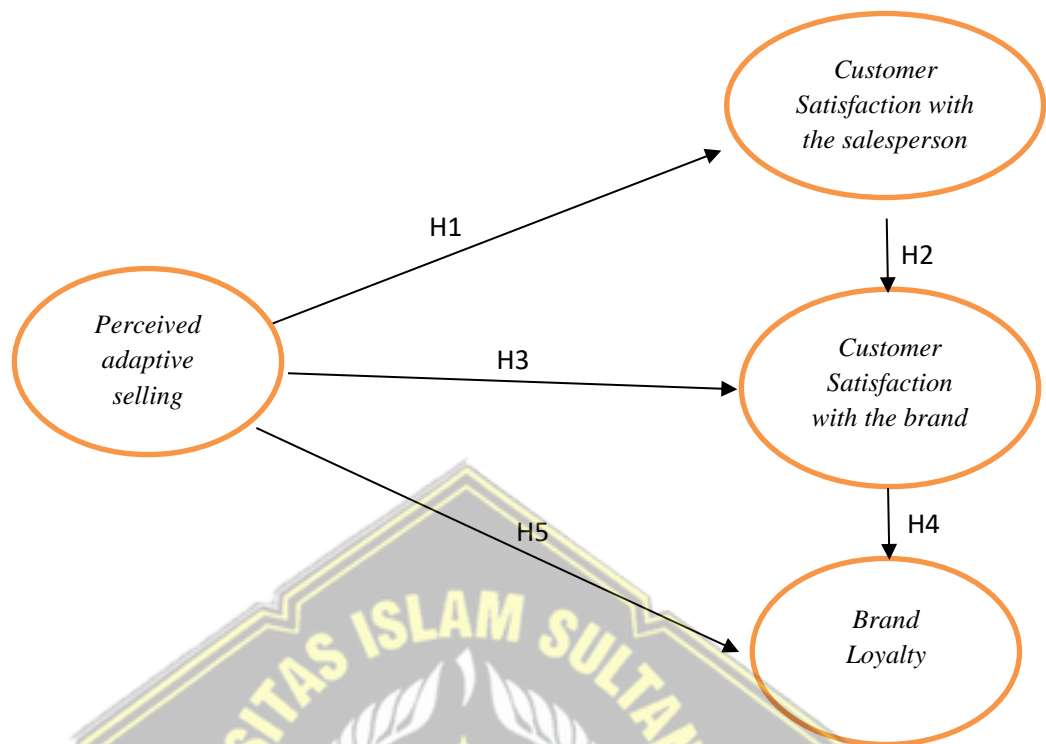 Customer
Satisfaction with
the salesperson
H1
H2
Perceived
adaptive
selling
H3
Customer
Satisfaction
with the brand
H4
H5
Brand
Loyalty
SITAS ISLAM SULTAN